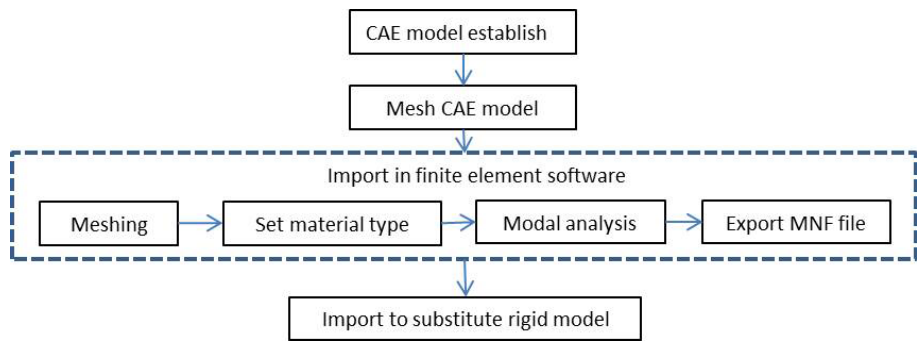 CAE model establish
Mesh CAE model
Import in finite element software
Meshing
Set material type
Modal analysis
Export MNF file
Import to substitute rigid model